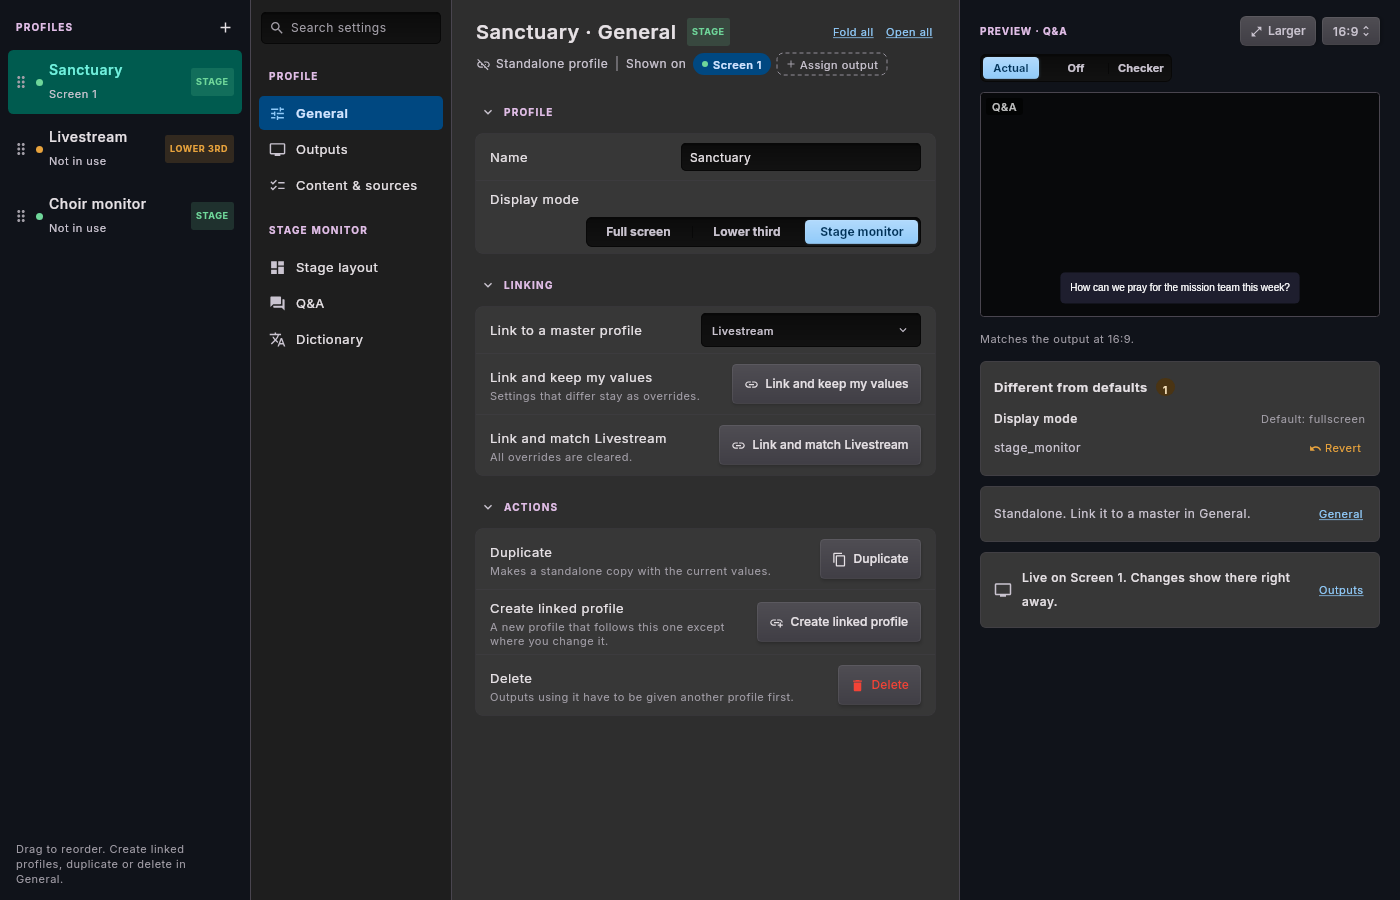 PROFILES
Sanctuary
Screen 1
STAGE
Livestream
Not in use
LOWER 3RD
Choir monitor
Not in use
STAGE
Drag to reorder. Create linked
profiles, duplicate or delete in
General.
Search settings
PROFILE
General
Outputs
Content & sources
STAGE MONITOR
Stage layout
Q&A
Dictionary
Sanctuary · General
STAGE
Fold all
Open all
Standalone profile
Shown on
Screen 1
Assign output
PROFILE
Name
Sanctuary
Display mode
Full screen
Lower third
Stage monitor
LINKING
Link to a master profile
Livestream
Link and keep my values
Settings that differ stay as overrides.
Link and keep my values
Link and match Livestream
All overrides are cleared.
Link and match Livestream
ACTIONS
Duplicate
Makes a standalone copy with the current values.
Duplicate
Create linked profile
A new profile that follows this one except
where you change it.
Create linked profile
Delete
Outputs using it have to be given another profile first.
Delete
PREVIEW · Q&A
Larger
16:9
Actual
Off
Checker
Q&A
How can we pray for the mission team this week?
Matches the output at 16:9.
Different from defaults
1
Display mode
Default: fullscreen
stage_monitor
Revert
Standalone. Link it to a master in General.
General
Live on Screen 1. Changes show there right
away.
Outputs